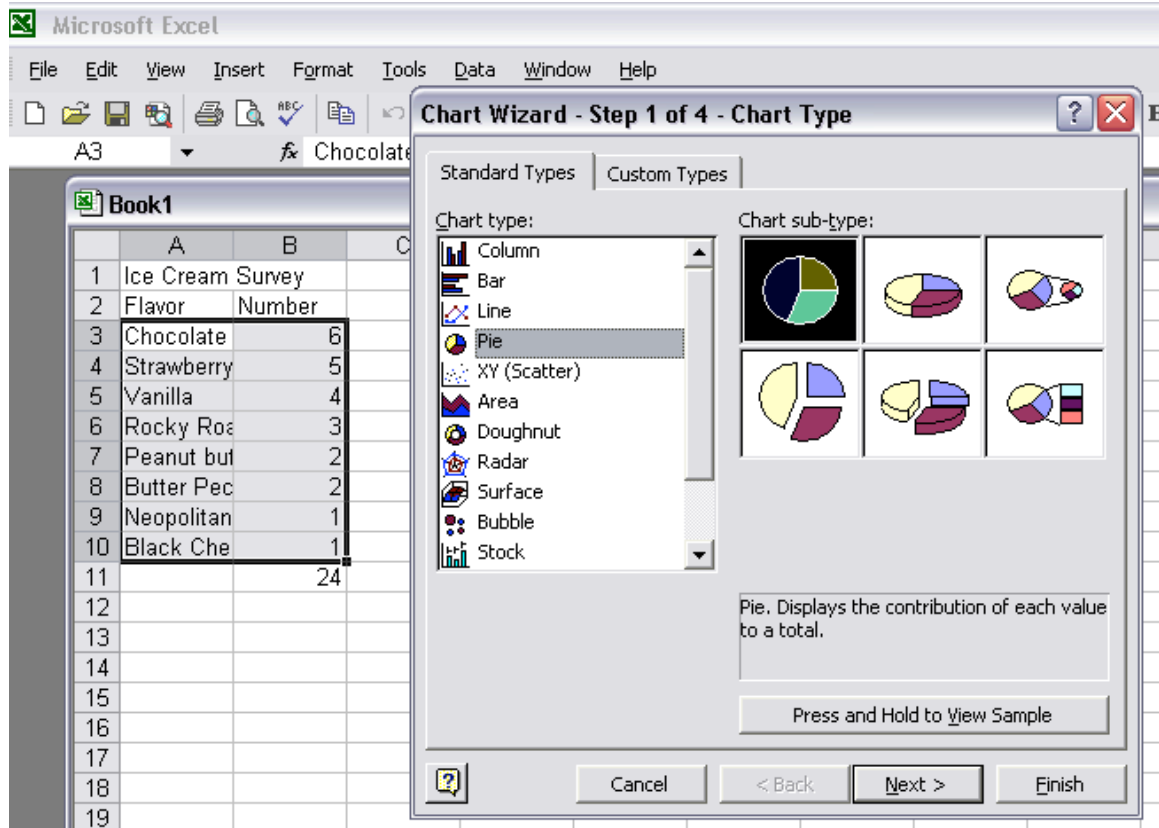 Microsoft Excel
File Edit View Insert Format Tools Data Window Help
ABC
A3 fx Chocolate
Book1
A B C
1 Ice Cream Survey
2 Flavor Number
3 Chocolate 6
4 Strawberry 5
5 Vanilla 4
6 Rocky Roa 3
7 Peanut but 2
8 Butter Pec 2
9 Neopolitan 1
10 Black Che 1
11 24
12
13
14
15
16
17
18
19
Chart Wizard - Step 1 of 4 - Chart Type
Standard Types Custom Types
Chart type:
Column
Bar
Line
Pie
XY (Scatter)
Area
Doughnut
Radar
Surface
Bubble
Stock
Chart sub-type:
Pie. Displays the contribution of each value
to a total.
Press and Hold to View Sample
Cancel < Back Next > Finish